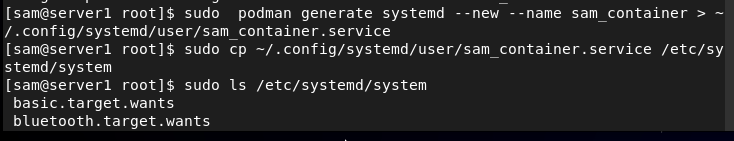 [sam@server1 root]$ sudo  podman generate systemd --new --name sam_container > ~
/.config/systemd/user/sam_container.service
[sam@server1 root]$ sudo cp ~/.config/systemd/user/sam_container.service /etc/sy
stemd/system
[sam@server1 root]$ sudo ls /etc/systemd/system
 basic.target.wants
 bluetooth.target.wants